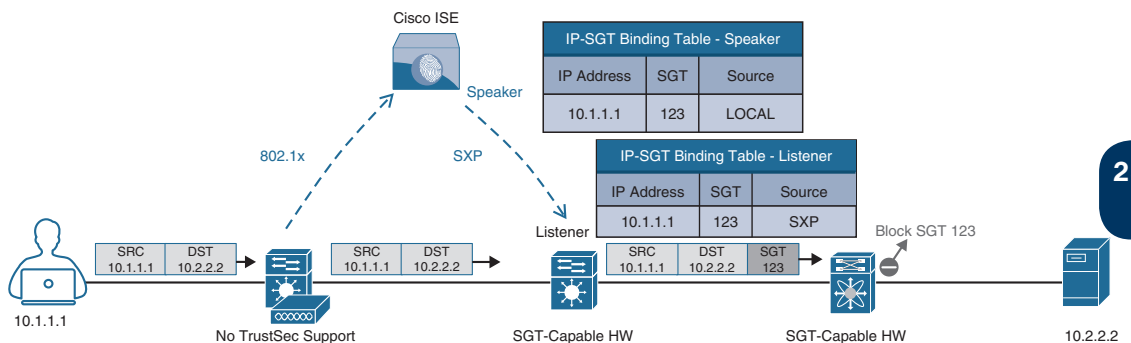 Cisco ISE
IP-SGT Binding Table - Speaker
IP Address SGT Source
10.1.1.1 123 LOCAL
Speaker
802.1x
SXP
IP-SGT Binding Table - Listener
IP Address SGT Source
10.1.1.1 123 SXP
2
Listener
Block SGT 123
SRC DST
10.1.1.1 10.2.2.2
SRC DST
10.1.1.1 10.2.2.2
SRC DST SGT
10.1.1.1 10.2.2.2 123
10.1.1.1
No TrustSec Support
SGT-Capable HW
SGT-Capable HW
10.2.2.2